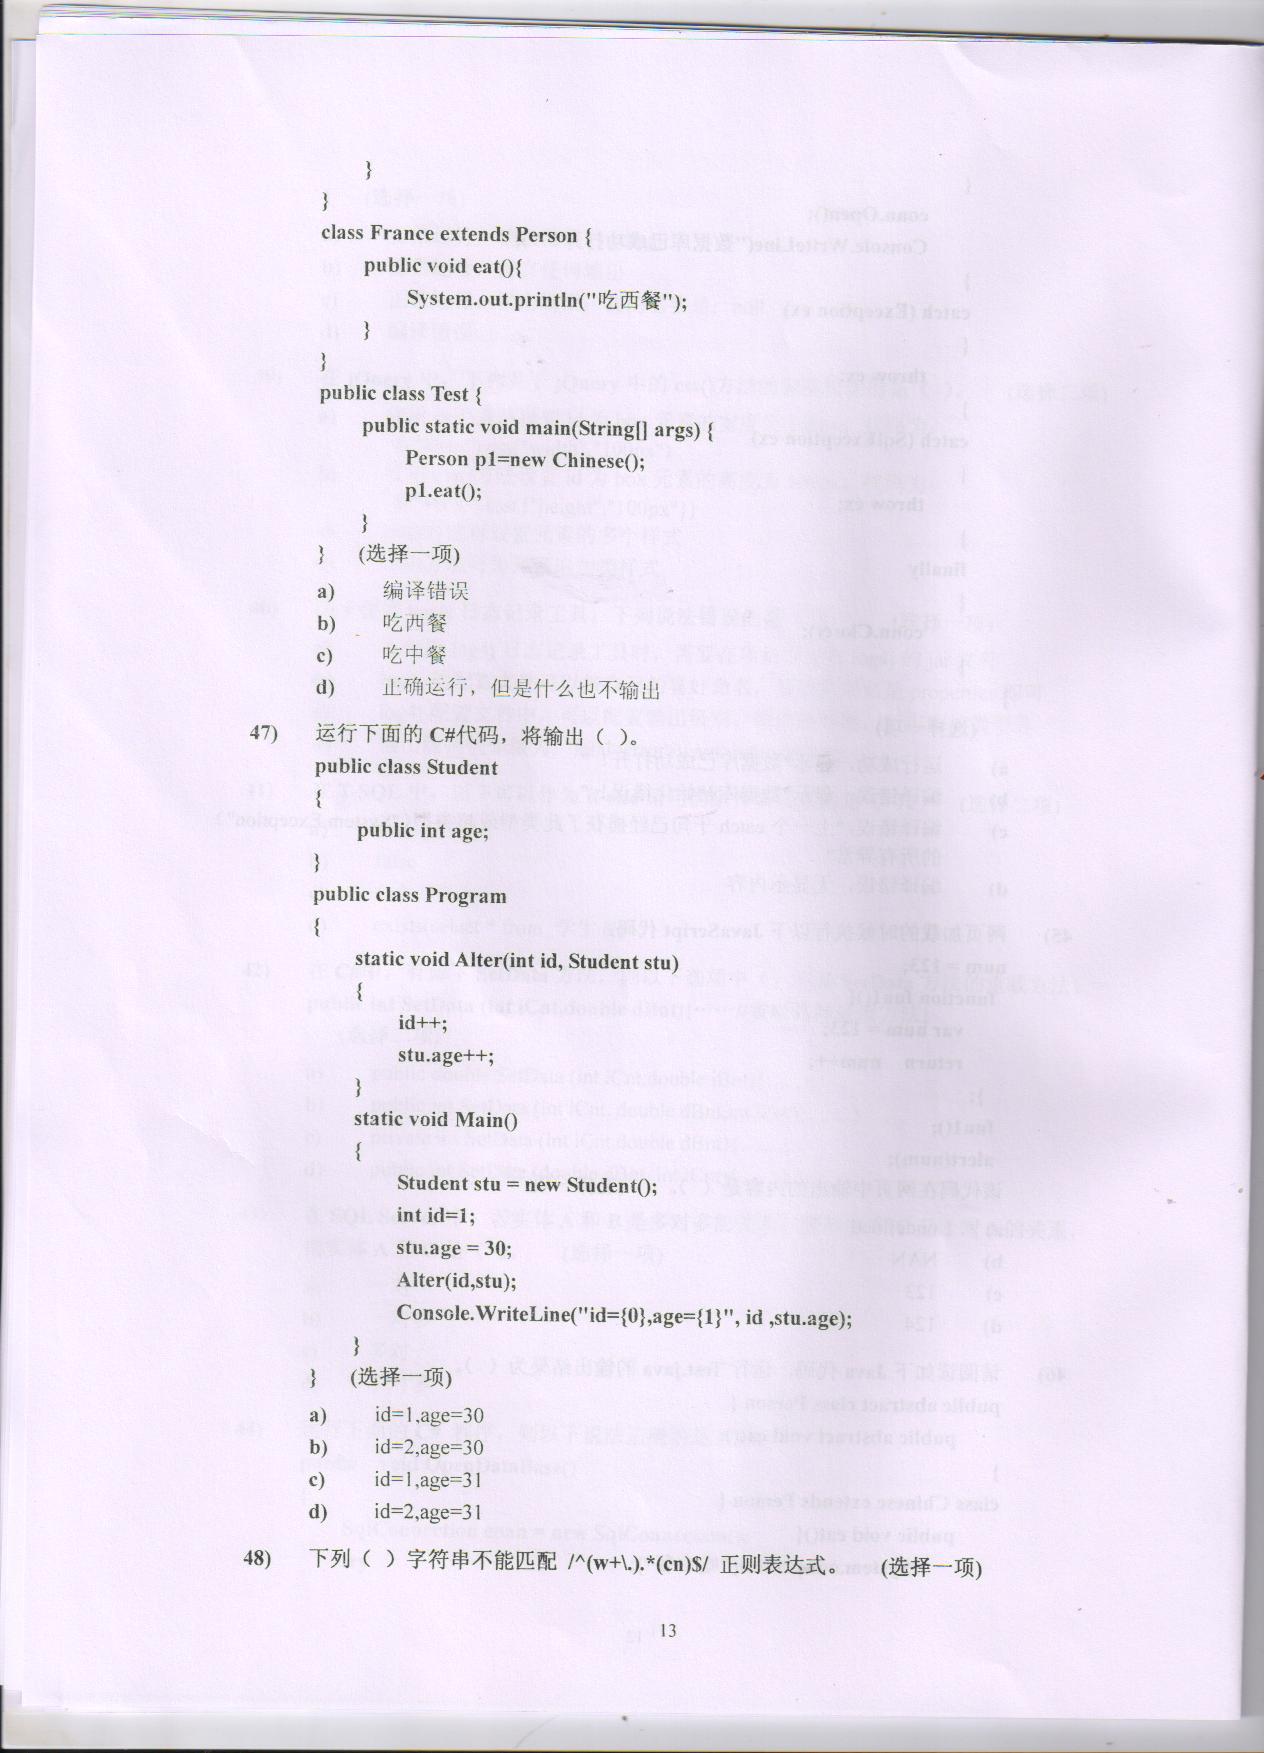 }
}
class France extends Person {
public void eat(){
System.out.println("吃西餐");
}
}
public class Test {
public static void main(String[] args) {
Person p1=new Chinese();
p1.eat();
}
} (选择一项)
a) 编译错误
b) 吃西餐
c) 吃中餐
d) 正确运行，但是什么也不输出
47) 运行下面的 C#代码，将输出（ ）。
public class Student
{
public int age;
}
public class Program
{
static void Alter(int id, Student stu)
{
id++;
stu.age++;
}
static void Main()
{
Student stu = new Student();
int id=1;
stu.age = 30;
Alter(id,stu);
Console.WriteLine("id={0},age={1}", id ,stu.age);
}
} (选择一项)
a) id=1,age=30
b) id=2,age=30
c) id=1,age=31
d) id=2,age=31
48) 下列（ ）字符串不能匹配 /^(w+\.).*(cn)$/ 正则表达式。 (选择一项)
13